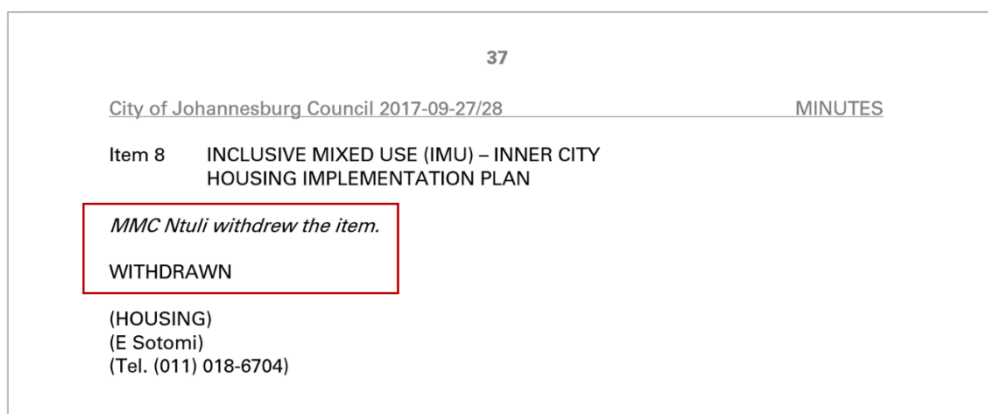 37
City of Johannesburg Council 2017-09-27/28 MINUTES
Item 8 INCLUSIVE MIXED USE (IMU) – INNER CITY
HOUSING IMPLEMENTATION PLAN
MMC Ntuli withdrew the item.
WITHDRAWN
(HOUSING)
(E Sotomi)
(Tel. (011) 018-6704)